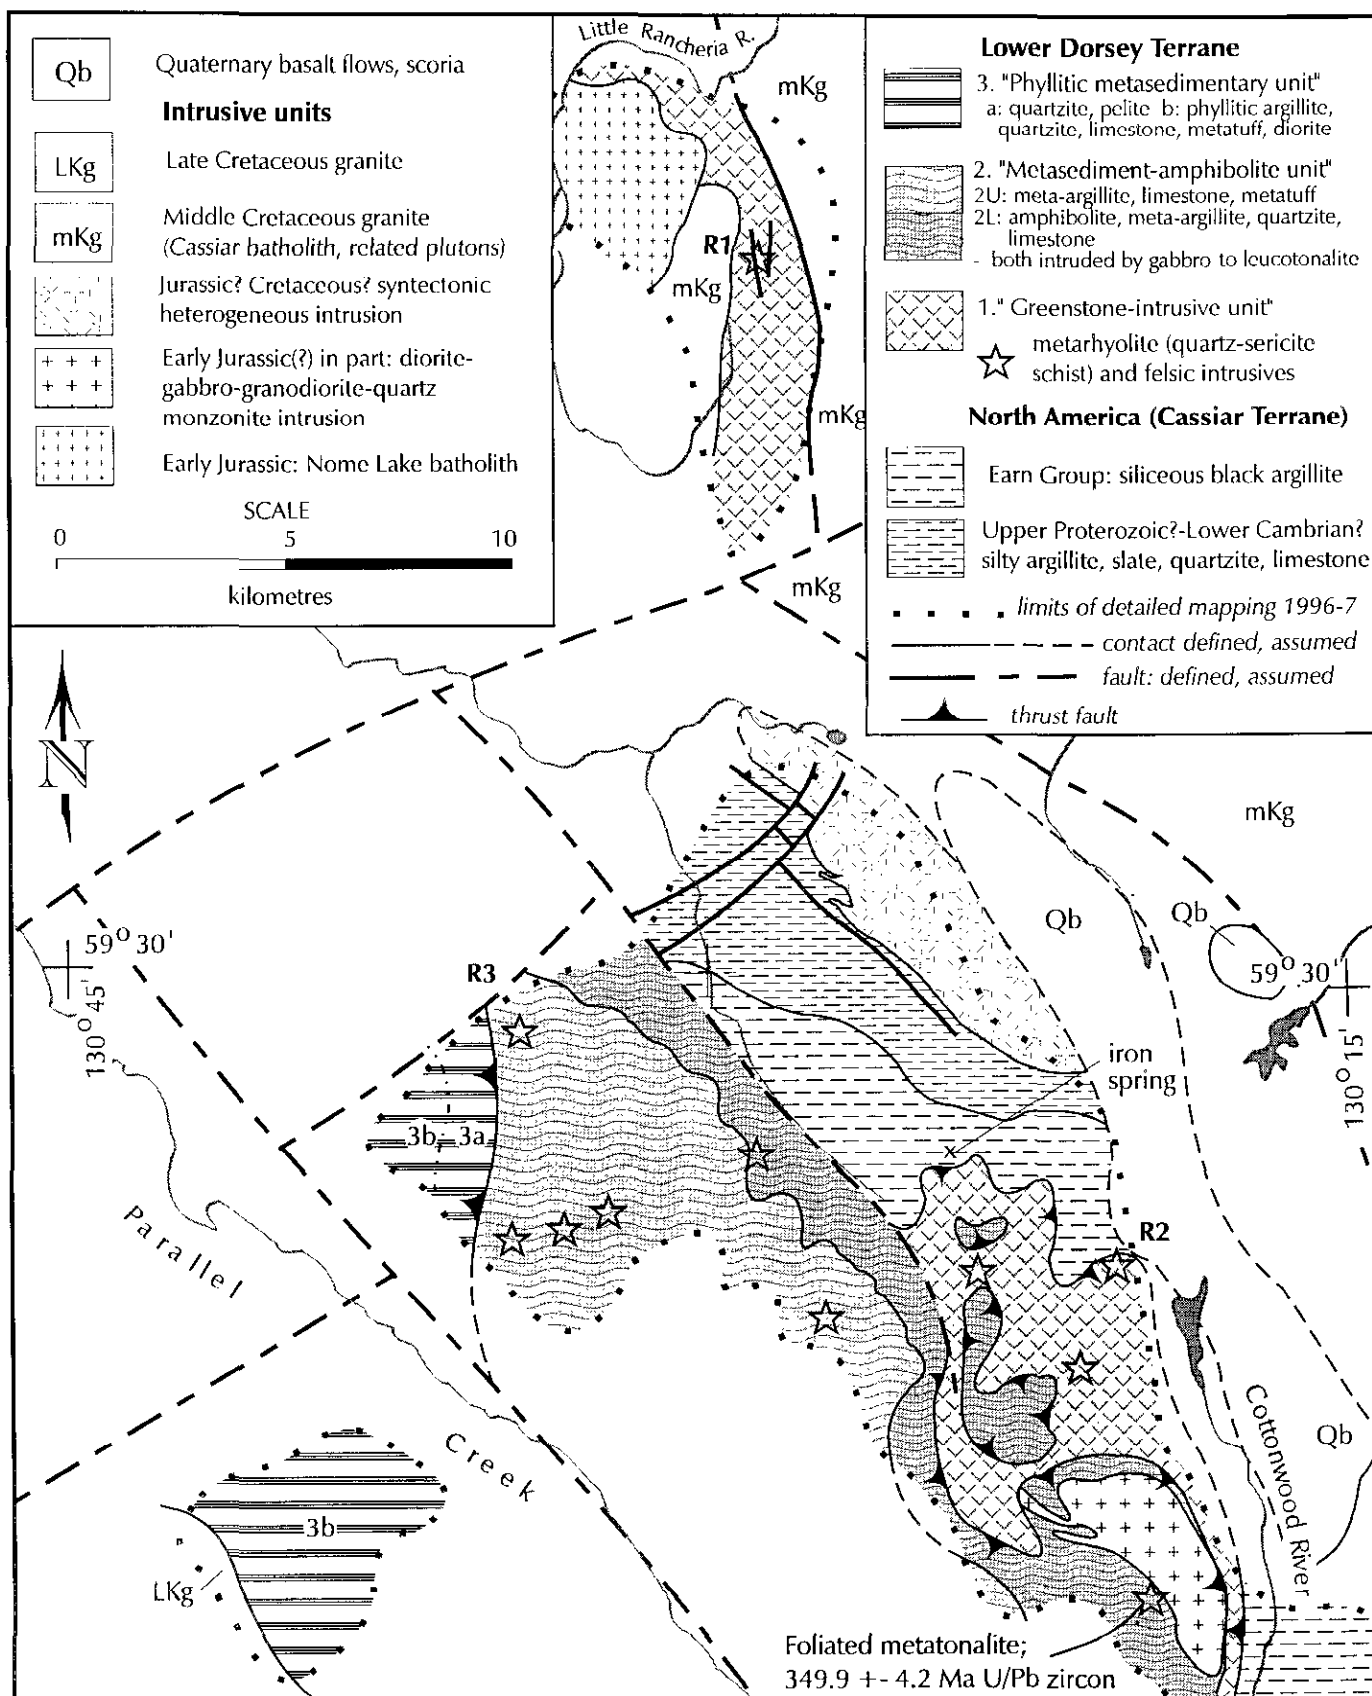 Qb
Quaternary basalt flows, scoria
Intrusive units
LKg
Late Cretaceous granite
mKg
Middle Cretaceous granite
(Cassiar batholith, related plutons)
Jurassic? Cretaceous? syntectonic
heterogeneous intrusion
Early Jurassic(?) in part: diorite-
gabbro-granodiorite-quartz
monzonite intrusion
Early Jurassic: Nome Lake batholith
SCALE
0 5 10
kilometres
Lower Dorsey Terrane
3. "Phyllitic metasedimentary unit"
a: quartzite, pelite b: phyllitic argillite,
quartzite, limestone, metatuff, diorite
2. "Metasediment-amphibolite unit"
2U: meta-argillite, limestone, metatuff
2L: amphibolite, meta-argillite, quartzite,
limestone
- both intruded by gabbro to leucotonalite
1." Greenstone-intrusive unit"
metarhyolite (quartz-sericite
schist) and felsic intrusives
North America (Cassiar Terrane)
Earn Group: siliceous black argillite
Upper Proterozoic?-Lower Cambrian?
silty argillite, slate, quartzite, limestone
limits of detailed mapping 1996-7
contact defined, assumed
fault: defined, assumed
thrust fault
Little Rancheria R.
mKg
R1
mKg
mKg
mKg
N
mKg
Qb
Qb
59° 30'
130° 45'
59° 30'
130° 15'
R3
iron
spring
3b 3a
R2
Parallel
Creek
Cottonwood River
Qb
3b
LKg
Foliated metatonalite;
349.9 +- 4.2 Ma U/Pb zircon